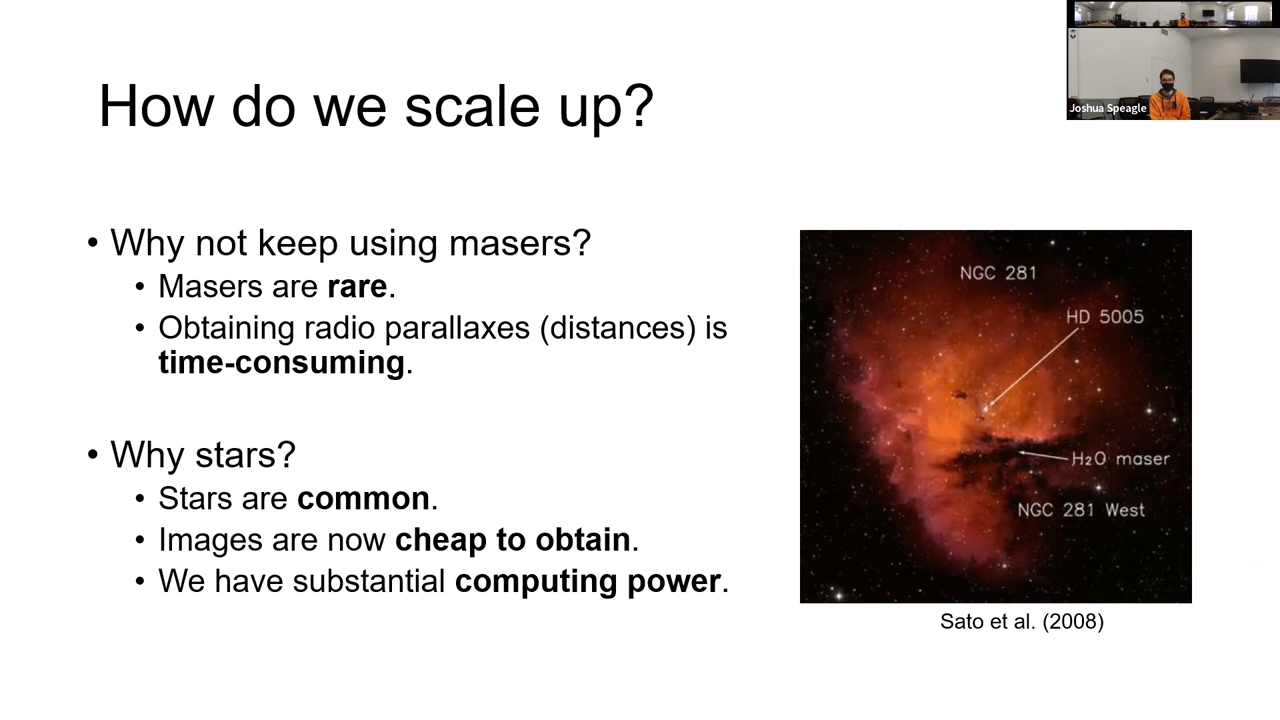 How do we scale up?
Joshua Speagle
• Why not keep using masers?
• Masers are rare.
• Obtaining radio parallaxes (distances) is
time-consuming.
• Why stars?
• Stars are common.
• Images are now cheap to obtain.
• We have substantial computing power.
NGC 281
HD 5005
H₂O maser
NGC 281 West
Sato et al. (2008)